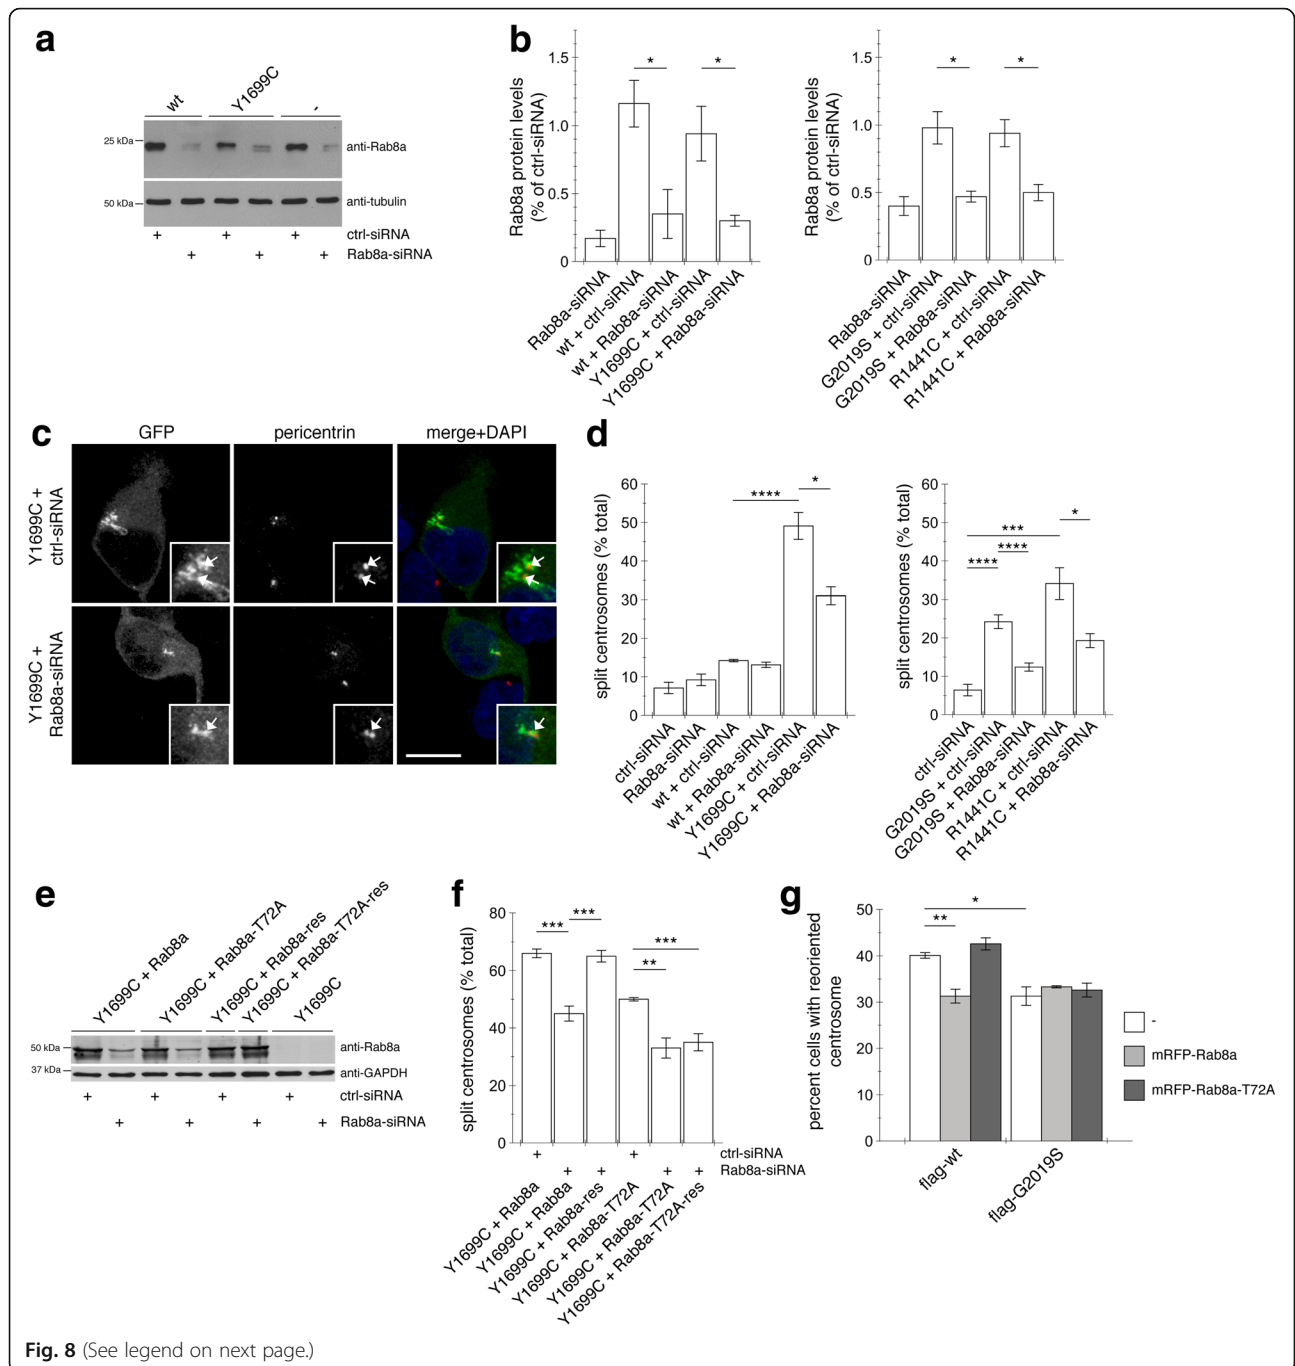 a
wt
Y1699C
-
25 kDa
anti-Rab8a
50 kDa
anti-tubulin
+ + + ctrl-siRNA
+ + + Rab8a-siRNA
b
Rab8a protein levels
(% of ctrl-siRNA)
1.5
1.0
0.5
0
* *
Rab8a-siRNA
wt + ctrl-siRNA
wt + Rab8a-siRNA
Y1699C + ctrl-siRNA
Y1699C + Rab8a-siRNA
Rab8a protein levels
(% of ctrl-siRNA)
1.5
1.0
0.5
0
* *
Rab8a-siRNA
G2019S + ctrl-siRNA
G2019S + Rab8a-siRNA
R1441C + ctrl-siRNA
R1441C + Rab8a-siRNA
c
GFP
pericentrin
merge+DAPI
Y1699C +
ctrl-siRNA
Y1699C +
Rab8a-siRNA
d
split centrosomes (% total)
60
50
40
30
20
10
0
**** *
ctrl-siRNA
Rab8a-siRNA
wt + ctrl-siRNA
wt + Rab8a-siRNA
Y1699C + ctrl-siRNA
Y1699C + Rab8a-siRNA
split centrosomes (% total)
60
50
40
30
20
10
0
*
***
****
****
ctrl-siRNA
G2019S + ctrl-siRNA
G2019S + Rab8a-siRNA
R1441C + ctrl-siRNA
R1441C + Rab8a-siRNA
e
Y1699C + Rab8a
Y1699C + Rab8a-T72A
Y1699C + Rab8a-res
Y1699C + Rab8a-T72A-res
Y1699C
50 kDa
anti-Rab8a
37 kDa
anti-GAPDH
+ + + + ctrl-siRNA
+ + + + Rab8a-siRNA
f
split centrosomes (% total)
80
60
40
20
0
*** ***
***
**
+ + ctrl-siRNA
+ + + + Rab8a-siRNA
Y1699C + Rab8a
Y1699C + Rab8a
Y1699C + Rab8a-res
Y1699C + Rab8a-T72A
Y1699C + Rab8a-T72A
Y1699C + Rab8a-T72A-res
g
percent cells with reoriented
centrosome
50
40
30
20
10
0
*
**
flag-wt
flag-G2019S
-
mRFP-Rab8a
mRFP-Rab8a-T72A
Fig. 8 (See legend on next page.)